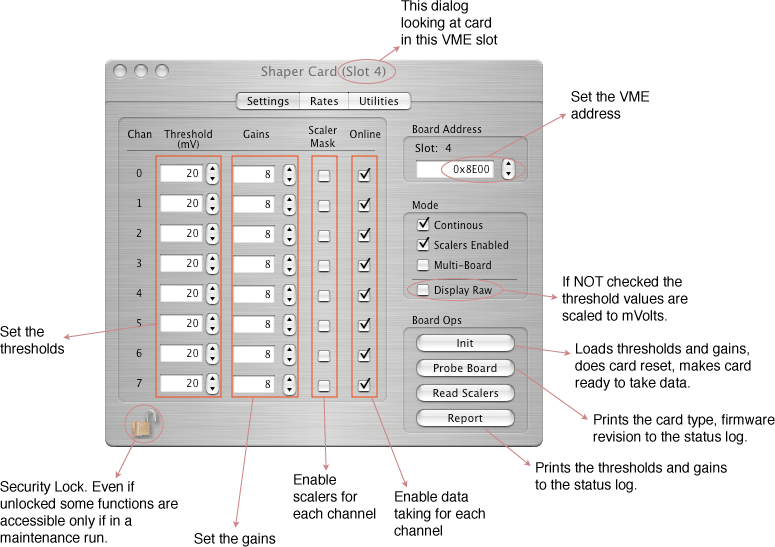 This dialog
looking at card
in this VME slot
Shaper Card (Slot 4)
Settings Rates Utilities
Set the VME
address
Chan Threshold (mV) Gains Scaler Mask Online
0 20 8
1 20 8
2 20 8
3 20 8
4 20 8
5 20 8
6 20 8
7 20 8
Board Address
Slot: 4
0x8E00
Mode
Continous
Scalers Enabled
Multi-Board
Display Raw
If NOT checked the
threshold values are
scaled to mVolts.
Board Ops
Init
Probe Board
Read Scalers
Report
Set the
thresholds
Loads thresholds and gains,
does card reset, makes card
ready to take data.
Prints the card type, firmware
revision to the status log.
Prints the thresholds and gains
to the status log.
Security Lock. Even if
unlocked some functions are
accessible only if in a
maintenance run.
Set the gains
Enable
scalers for
each channel
Enable data
taking for each
channel